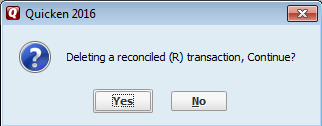 Quicken 2016
Deleting a reconciled (R) transaction, Continue?
Yes No